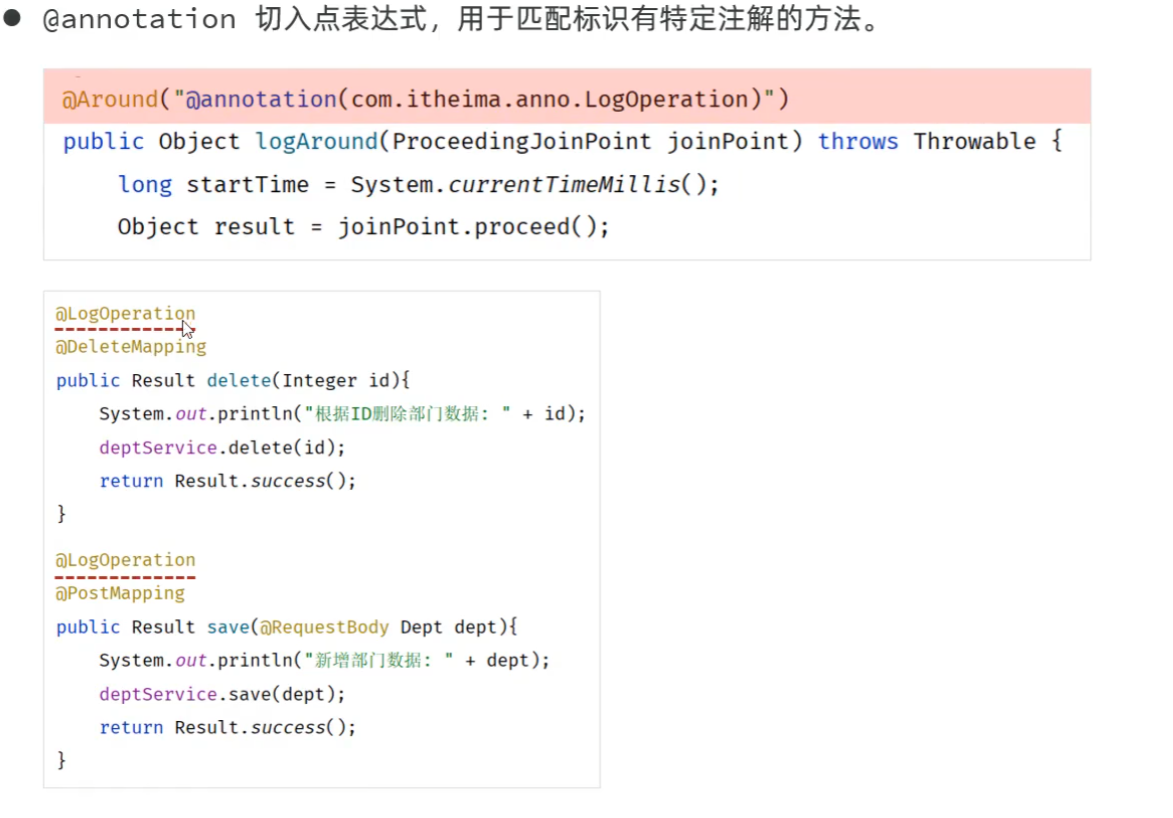 ● @annotation 切入点表达式，用于匹配标识有特定注解的方法。
@Around("@annotation(com.itheima.anno.LogOperation)")
public Object logAround(ProceedingJoinPoint joinPoint) throws Throwable {
    long startTime = System.currentTimeMillis();
    Object result = joinPoint.proceed();
@LogOperation
@DeleteMapping
public Result delete(Integer id){
    System.out.println("根据ID删除部门数据: " + id);
    deptService.delete(id);
    return Result.success();
}
@LogOperation
@PostMapping
public Result save(@RequestBody Dept dept){
    System.out.println("新增部门数据: " + dept);
    deptService.save(dept);
    return Result.success();
}